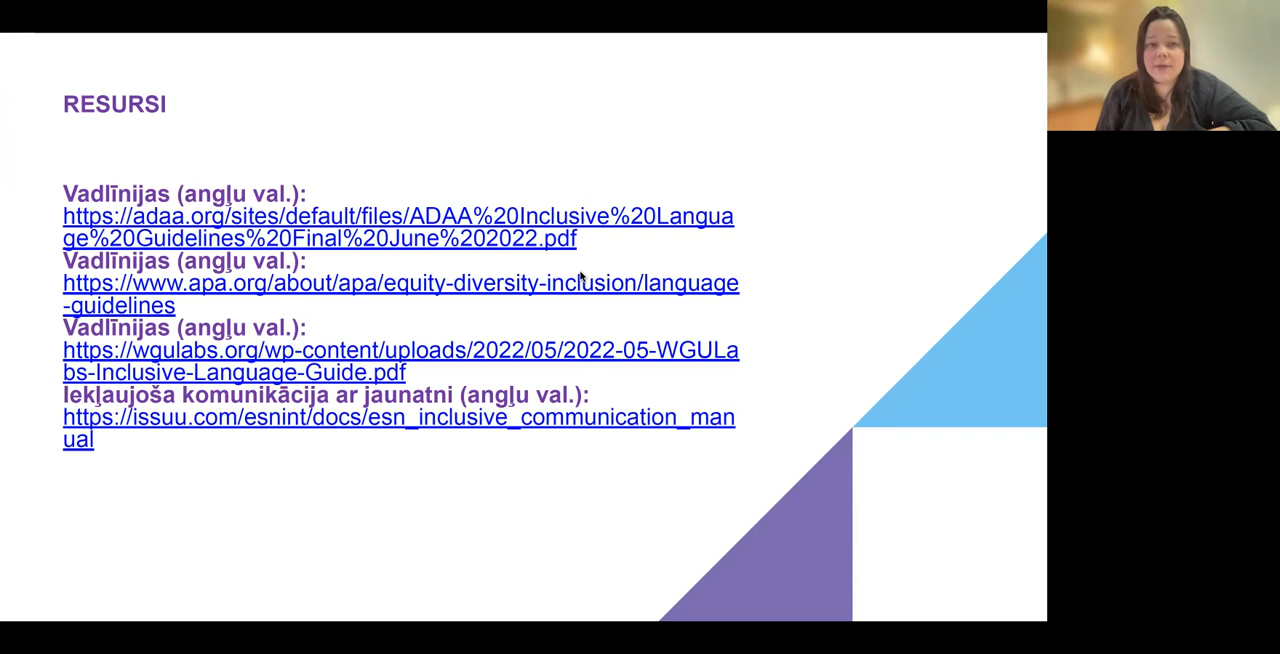 RESURSI
Vadlīnijas (angļu val.):
https://adaa.org/sites/default/files/ADAA%20Inclusive%20Langua
ge%20Guidelines%20Final%20June%202022.pdf
Vadlīnijas (angļu val.):
https://www.apa.org/about/apa/equity-diversity-inclusion/language
-guidelines
Vadlīnijas (angļu val.):
https://wgulabs.org/wp-content/uploads/2022/05/2022-05-WGULa
bs-Inclusive-Language-Guide.pdf
Iekļaujoša komunikācija ar jaunatni (angļu val.):
https://issuu.com/esnint/docs/esn_inclusive_communication_man
ual